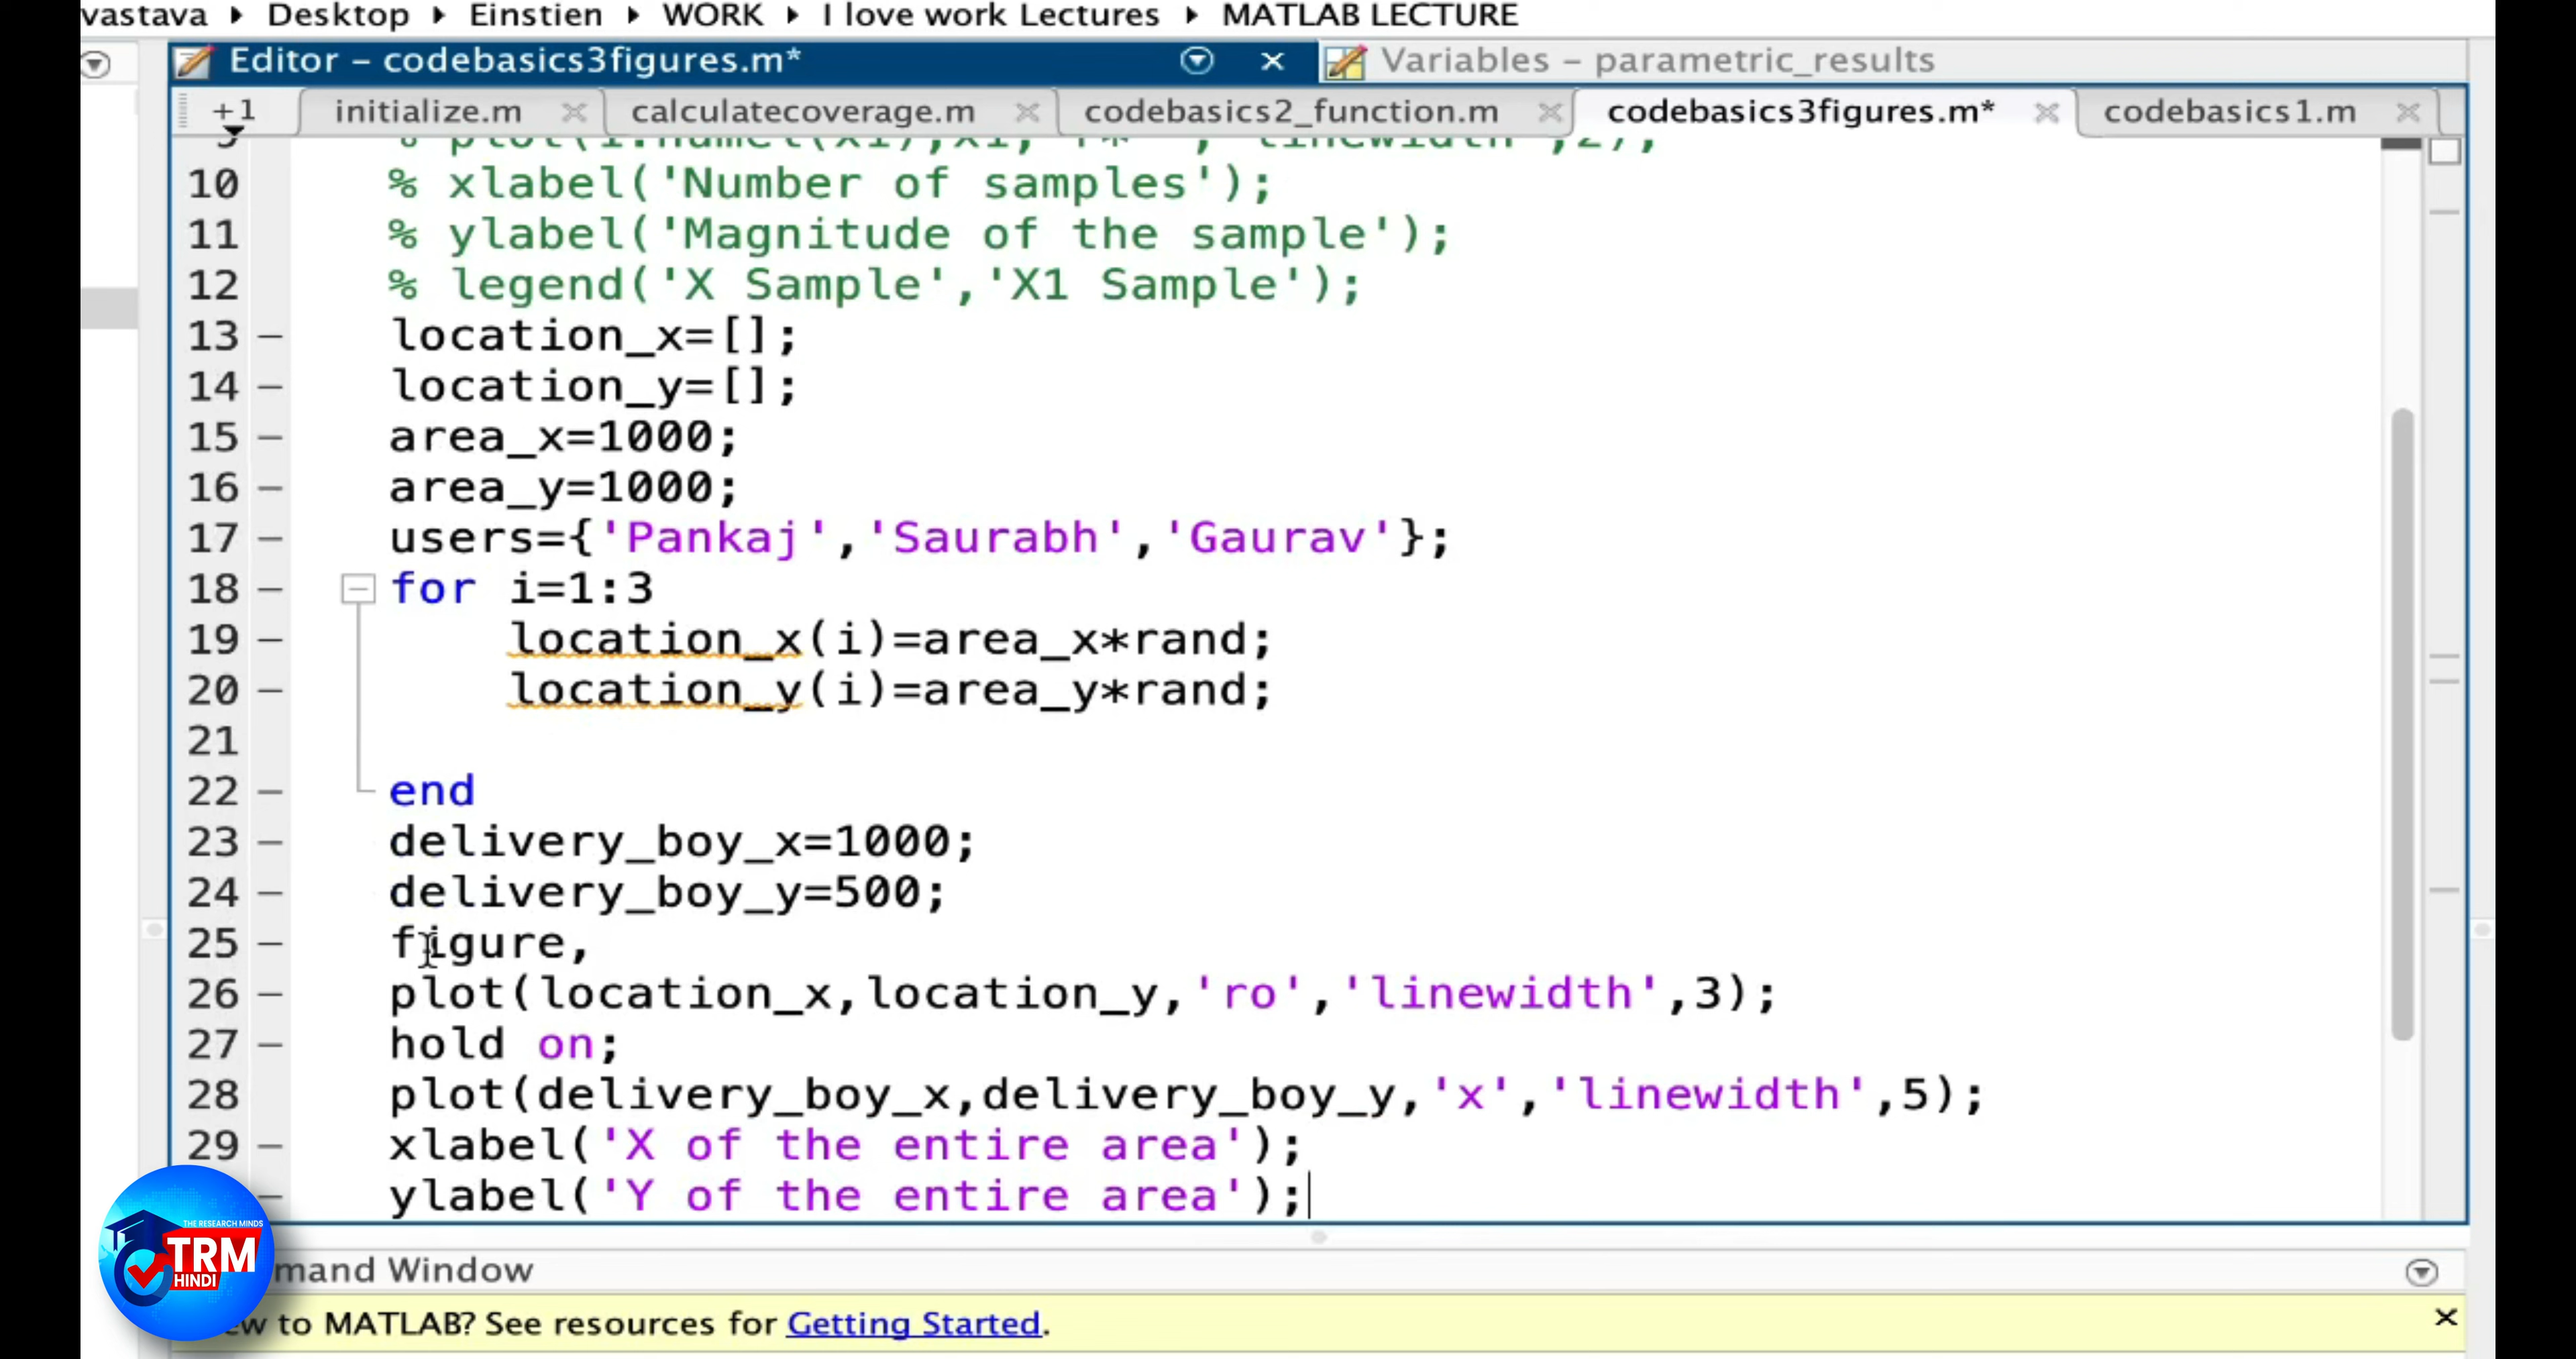 vastava ▸ Desktop ▸ Einstien ▸ WORK ▸ I love work Lectures ▸ MATLAB LECTURE
Editor – codebasics3figures.m*
Variables – parametric_results
+1 initialize.m calculatecoverage.m codebasics2_function.m codebasics3figures.m* codebasics1.m
10 % xlabel('Number of samples');
11 % ylabel('Magnitude of the sample');
12 % legend('X Sample','X1 Sample');
13 – location_x=[];
14 – location_y=[];
15 – area_x=1000;
16 – area_y=1000;
17 – users={'Pankaj','Saurabh','Gaurav'};
18 – for i=1:3
19 – location_x(i)=area_x*rand;
20 – location_y(i)=area_y*rand;
21
22 – end
23 – delivery_boy_x=1000;
24 – delivery_boy_y=500;
25 – figure,
26 – plot(location_x,location_y,'ro','linewidth',3);
27 – hold on;
28 – plot(delivery_boy_x,delivery_boy_y,'x','linewidth',5);
29 – xlabel('X of the entire area');
– ylabel('Y of the entire area');
THE RESEARCH MINDS
TRM
HINDI
mand Window
ew to MATLAB? See resources for Getting Started.